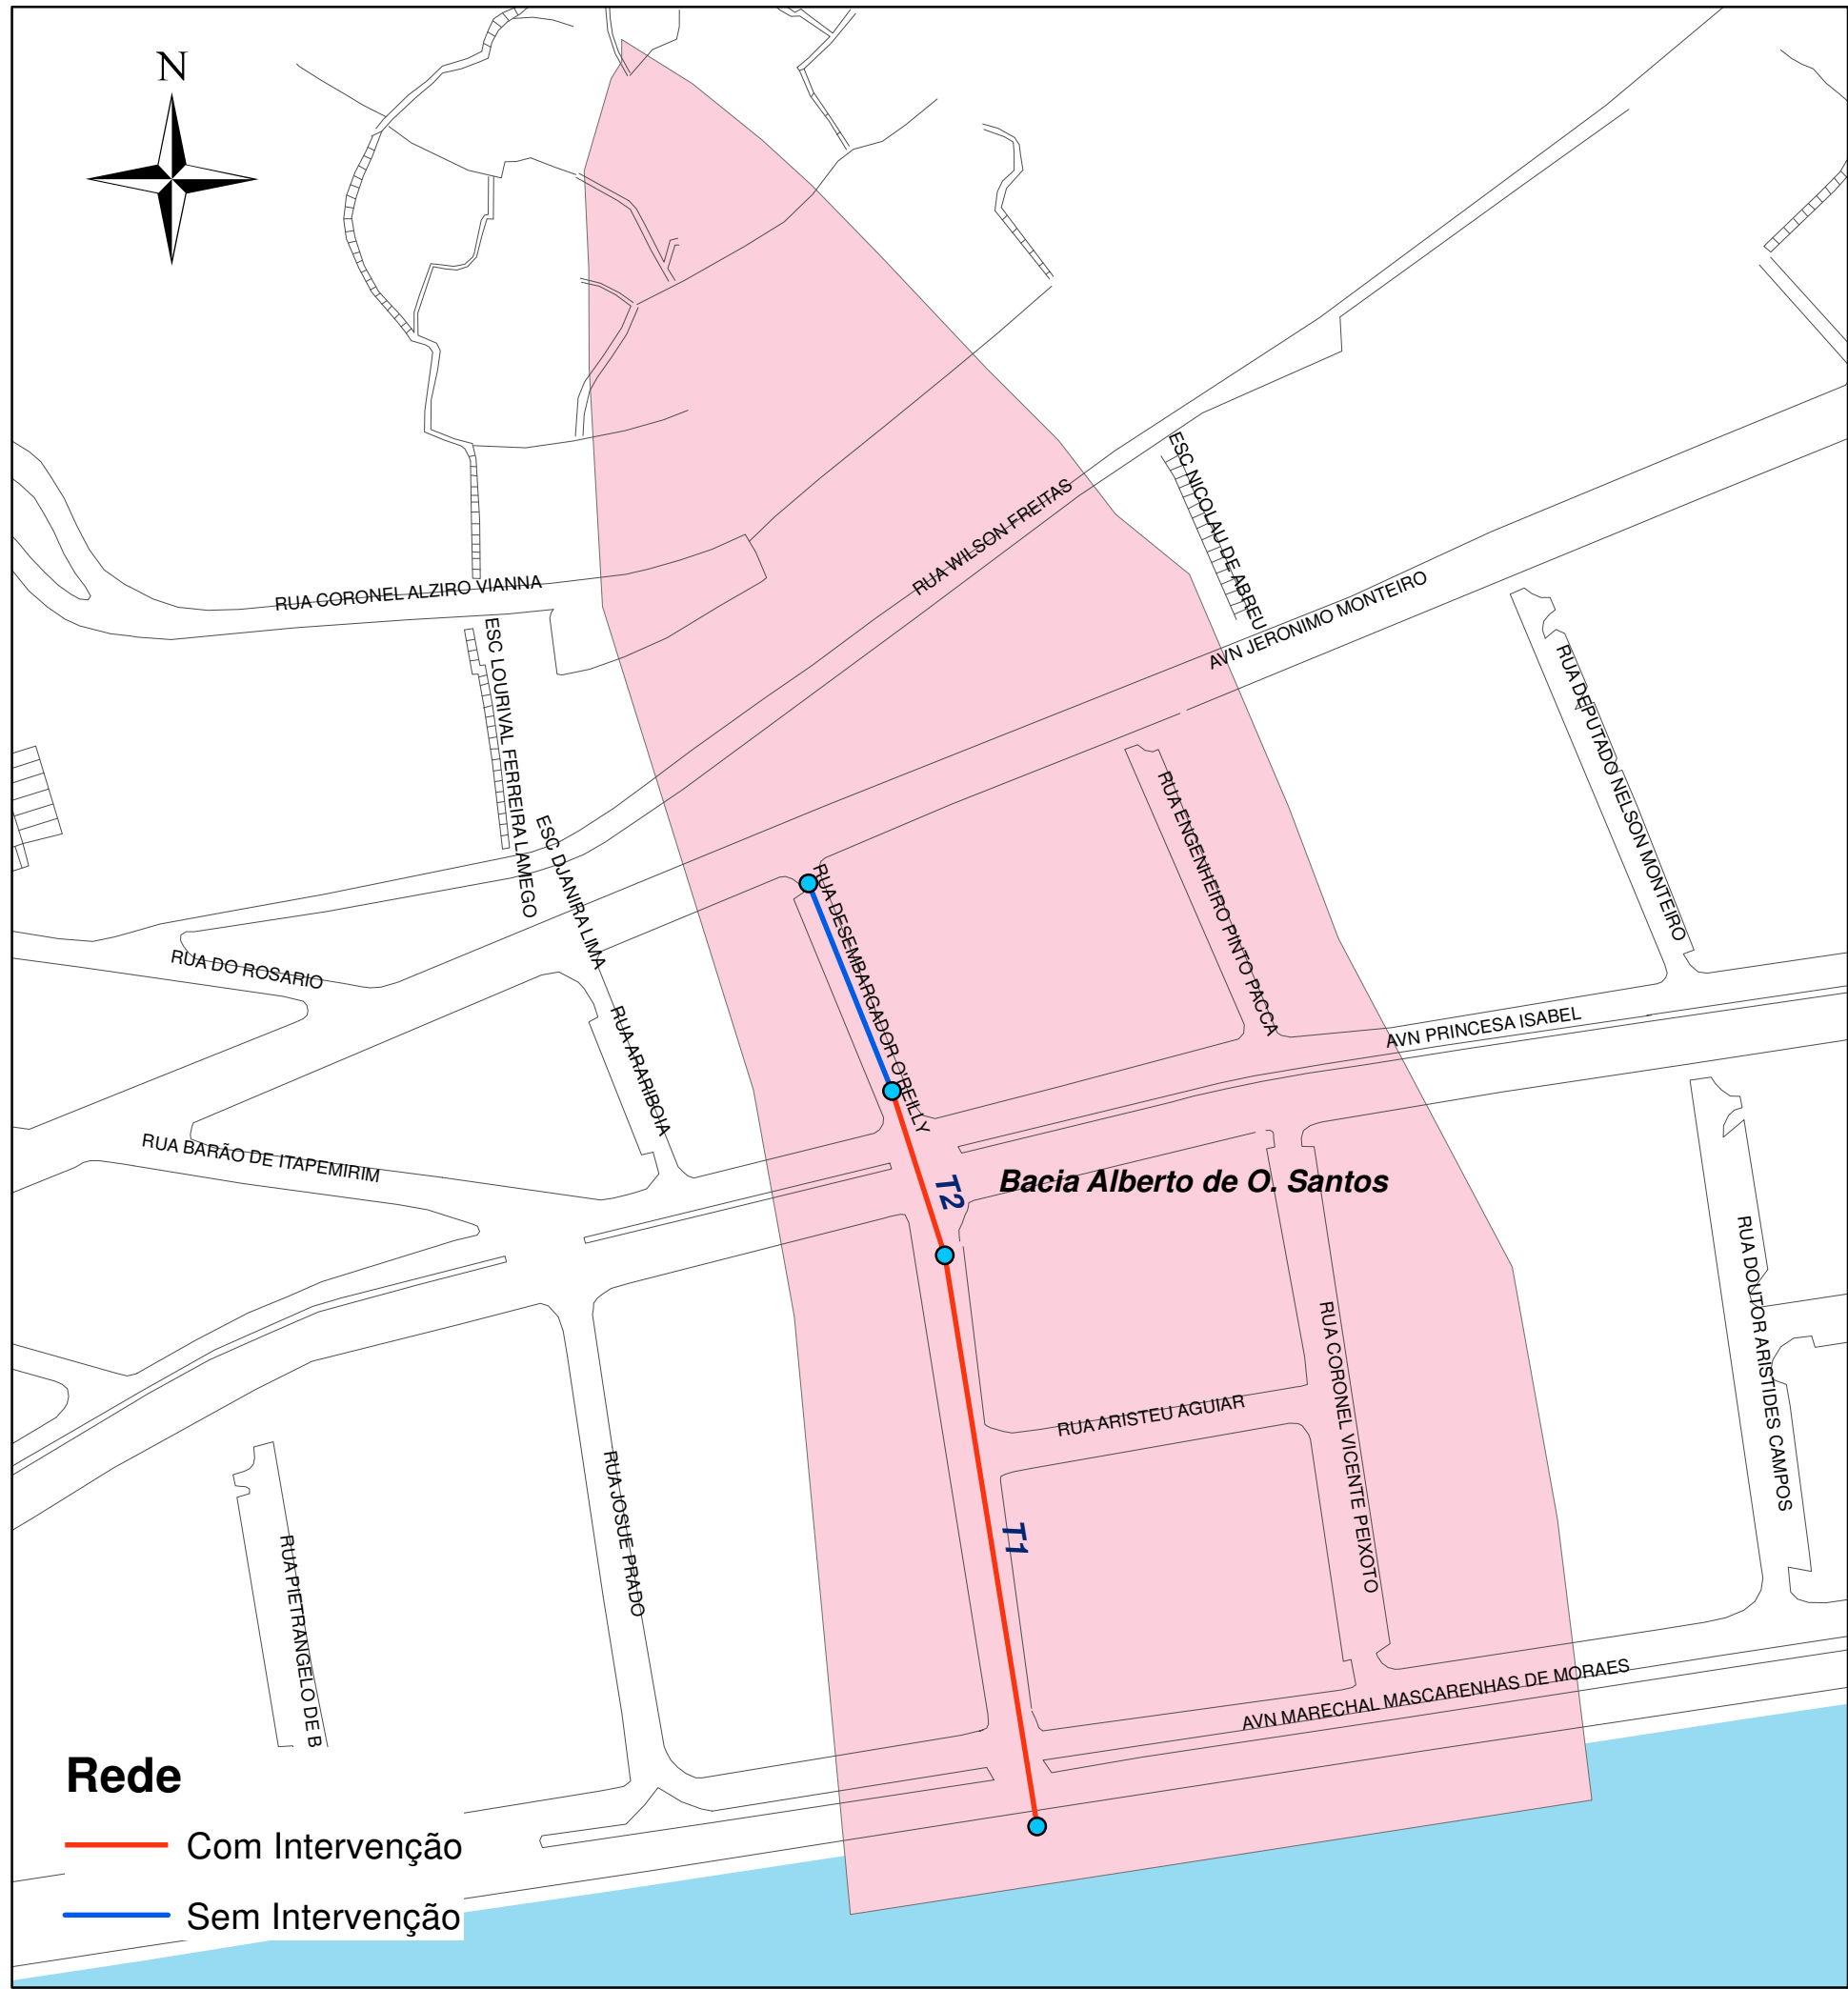 N
ESC NICOLAU DE ABREU
RUA WILSON FREITAS
RUA CORONEL ALZIRO VIANNA
AVN JERONIMO MONTEIRO
ESC LOURIVAL FERREIRA LAMEGO
RUA DEPUTADO NELSON MONTEIRO
RUA ENGENHEIRO PINTO PACCA
ESC DJANIRA LIMA
RUA DESEMBARGADOR O'REILLY
RUA DO ROSARIO
RUA ARARIBOIA
AVN PRINCESA ISABEL
RUA BARÃO DE ITAPEMIRIM
T2
Bacia Alberto de O. Santos
RUA DOUTOR ARISTIDES CAMPOS
RUA CORONEL VICENTE PEIXOTO
RUA ARISTEU AGUIAR
RUA JOSUE PRADO
T1
RUA PIETRANGELO DE B
AVN MARECHAL MASCARENHAS DE MORAES
Rede
Com Intervenção
Sem Intervenção